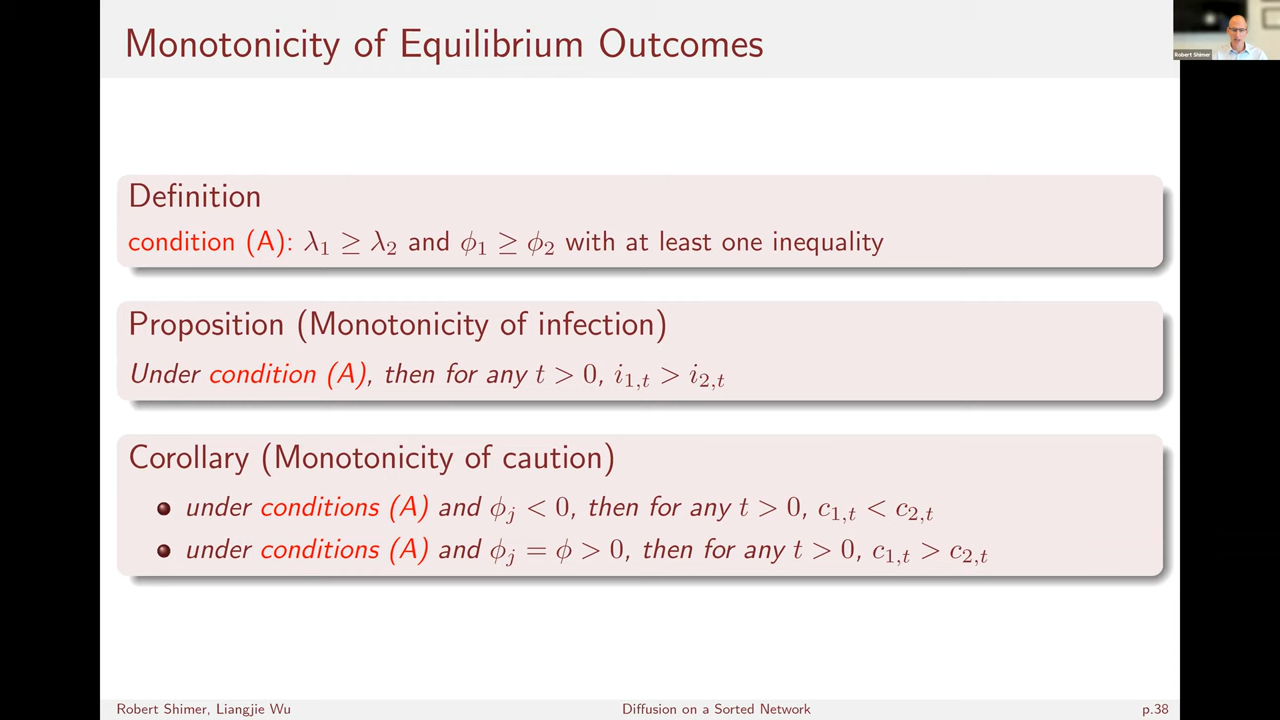 Monotonicity of Equilibrium Outcomes
Robert Shimer
Definition
condition (A): λ₁ ≥ λ₂ and ϕ₁ ≥ ϕ₂ with at least one inequality
Proposition (Monotonicity of infection)
Under condition (A), then for any t > 0, i₁,ₜ > i₂,ₜ
Corollary (Monotonicity of caution)
• under conditions (A) and ϕⱼ < 0, then for any t > 0, c₁,ₜ < c₂,ₜ
• under conditions (A) and ϕⱼ = ϕ > 0, then for any t > 0, c₁,ₜ > c₂,ₜ
Robert Shimer, Liangjie Wu Diffusion on a Sorted Network p.38